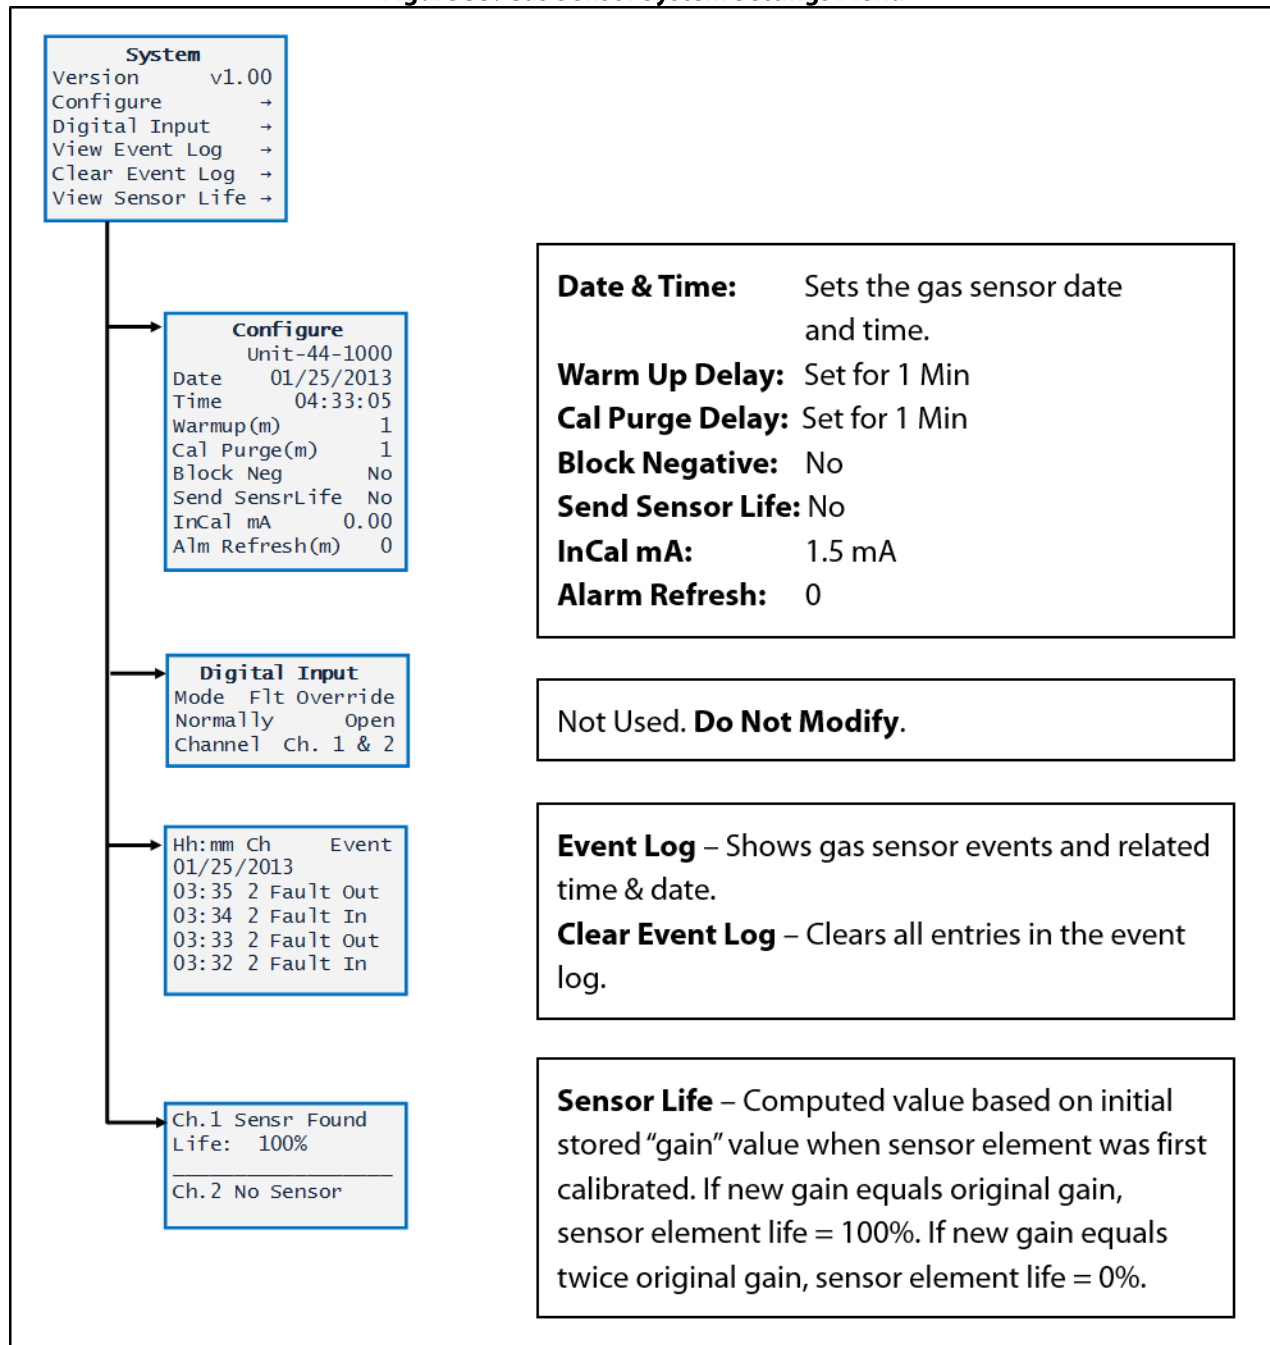 System
Version v1.00
Configure →
Digital Input →
View Event Log →
Clear Event Log →
View Sensor Life →
Configure
Unit-44-1000
Date 01/25/2013
Time 04:33:05
Warmup(m) 1
Cal Purge(m) 1
Block Neg No
Send SensrLife No
InCal mA 0.00
Alm Refresh(m) 0
Date & Time: Sets the gas sensor date
and time.
Warm Up Delay: Set for 1 Min
Cal Purge Delay: Set for 1 Min
Block Negative: No
Send Sensor Life: No
InCal mA: 1.5 mA
Alarm Refresh: 0
Digital Input
Mode Flt Override
Normally Open
Channel Ch. 1 & 2
Not Used. Do Not Modify.
Hh:mm Ch Event
01/25/2013
03:35 2 Fault Out
03:34 2 Fault In
03:33 2 Fault Out
03:32 2 Fault In
Event Log – Shows gas sensor events and related
time & date.
Clear Event Log – Clears all entries in the event
log.
Ch.1 Sensr Found
Life: 100%
Ch.2 No Sensor
Sensor Life – Computed value based on initial
stored “gain” value when sensor element was first
calibrated. If new gain equals original gain,
sensor element life = 100%. If new gain equals
twice original gain, sensor element life = 0%.